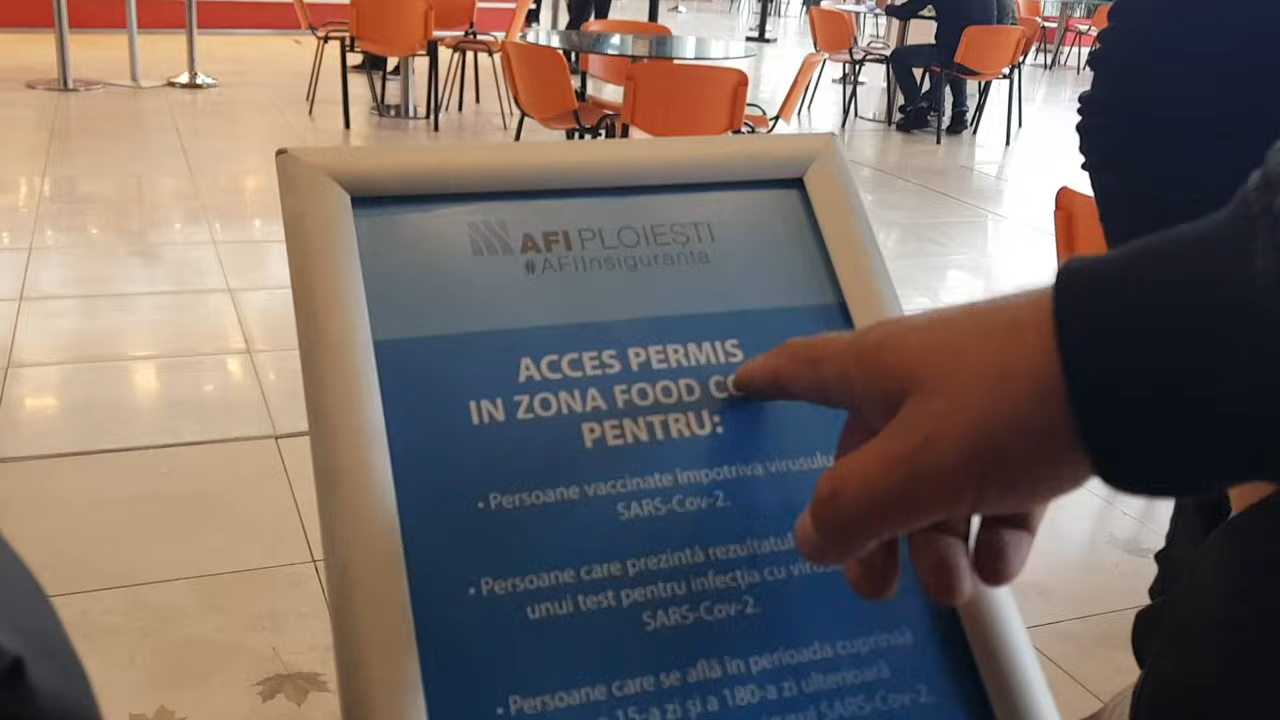 AFI PLOIEȘTI
#AFIInsiguranta
ACCES PERMIS
IN ZONA FOOD
PENTRU:
• Persoane vaccinate împotriva virusului
SARS-Cov-2.
• Persoane care prezintă rezultatul
unui test pentru infecția cu
SARS-Cov-2.
• Persoane care se află în perioada cuprinsă
15-a zi și a 180-a zi ulterioară
SARS-Cov-2.